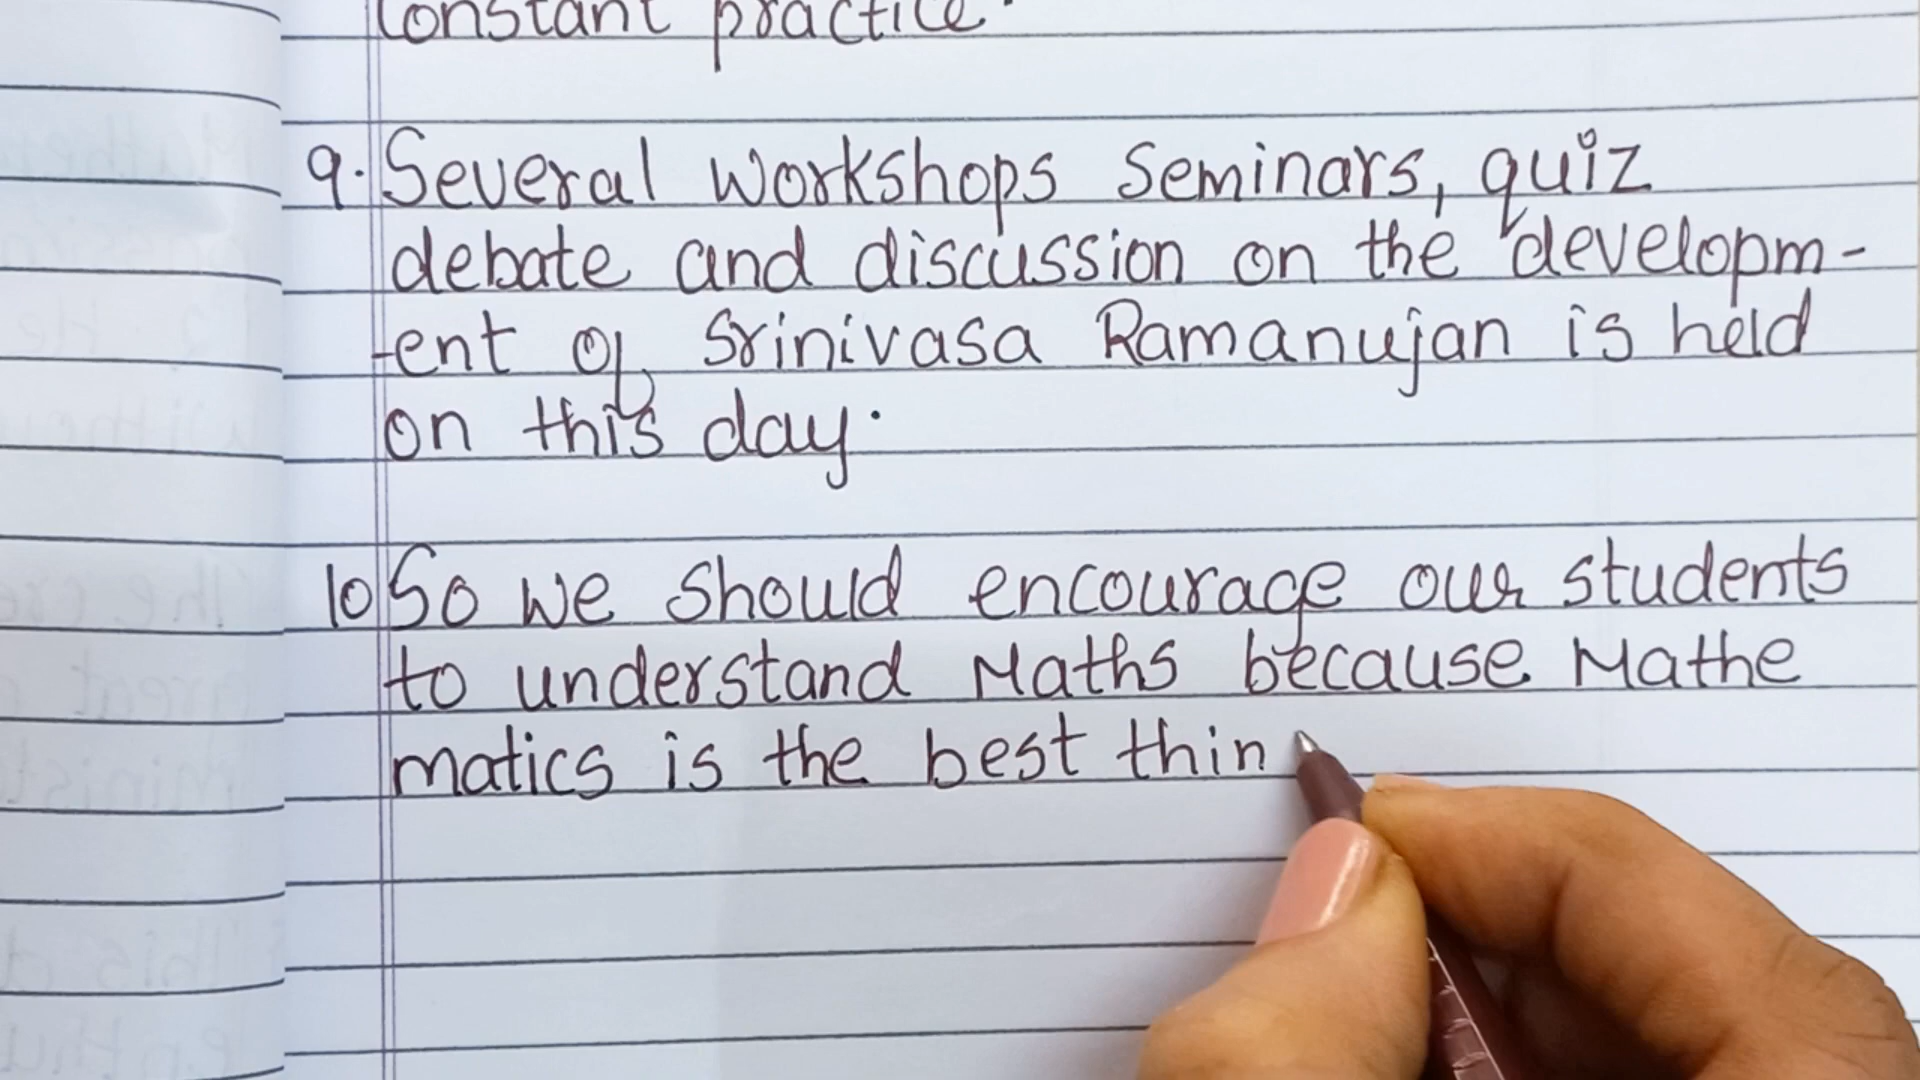 Constant practice.
9. Several Workshops Seminars, quiz
debate and discussion on the developm-
-ent of Srinivasa Ramanujan is held
on this day.
10 So we should encourage our students
to understand Maths because Mathe
matics is the best thin